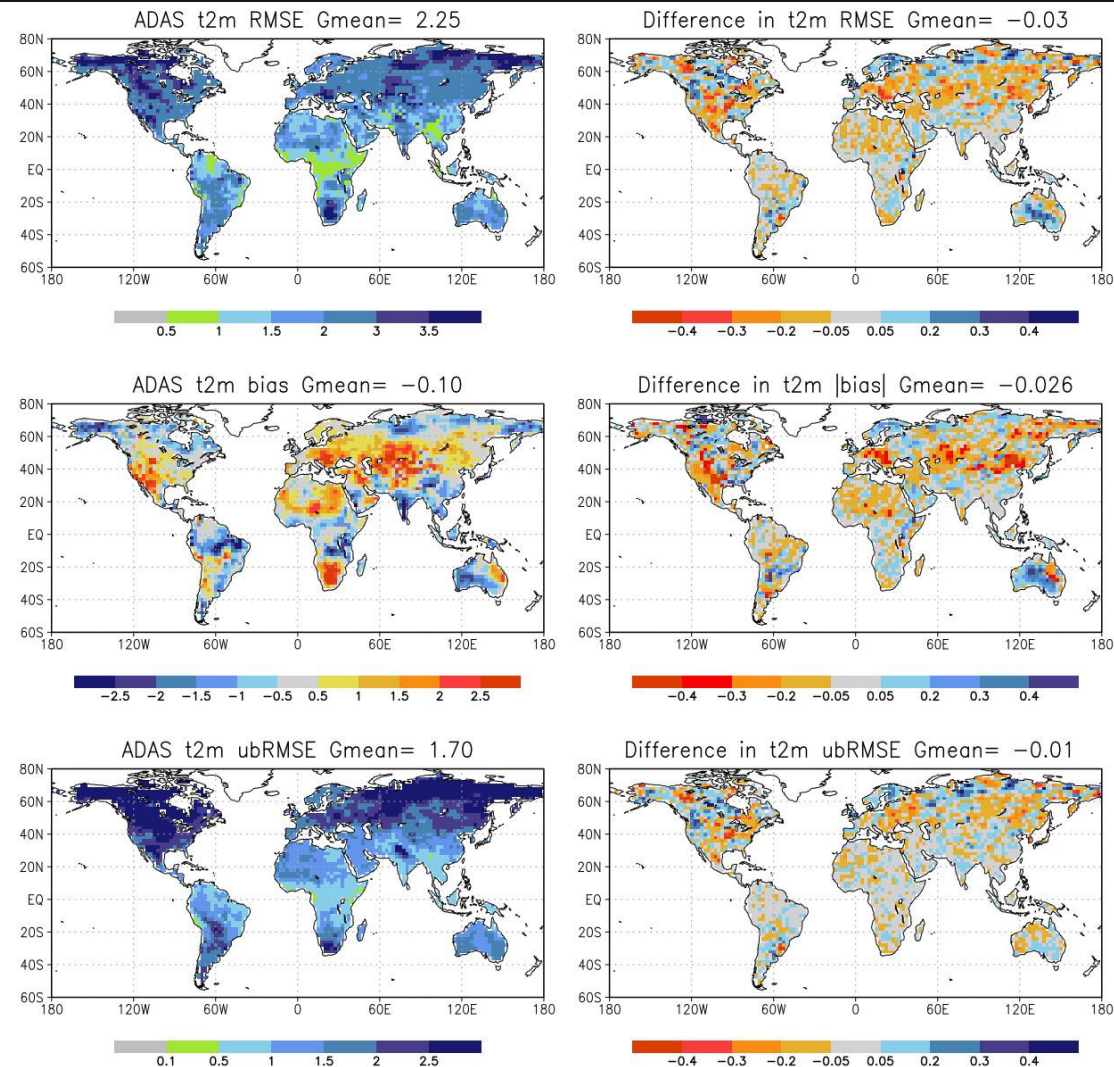 ADAS t2m RMSE Gmean= 2.25
80N
60N
40N
20N
EQ
20S
40S
60S
180 120W 60W 0 60E 120E 180
0.5 1 1.5 2 3 3.5
Difference in t2m RMSE Gmean= −0.03
80N
60N
40N
20N
EQ
20S
40S
60S
180 120W 60W 0 60E 120E 180
−0.4 −0.3 −0.2 −0.05 0.05 0.2 0.3 0.4
ADAS t2m bias Gmean= −0.10
80N
60N
40N
20N
EQ
20S
40S
60S
180 120W 60W 0 60E 120E 180
−2.5 −2 −1.5 −1 −0.5 0.5 1 1.5 2 2.5
Difference in t2m |bias| Gmean= −0.026
80N
60N
40N
20N
EQ
20S
40S
60S
180 120W 60W 0 60E 120E 180
−0.4 −0.3 −0.2 −0.05 0.05 0.2 0.3 0.4
ADAS t2m ubRMSE Gmean= 1.70
80N
60N
40N
20N
EQ
20S
40S
60S
180 120W 60W 0 60E 120E 180
0.1 0.5 1 1.5 2 2.5
Difference in t2m ubRMSE Gmean= −0.01
80N
60N
40N
20N
EQ
20S
40S
60S
180 120W 60W 0 60E 120E 180
−0.4 −0.3 −0.2 −0.05 0.05 0.2 0.3 0.4